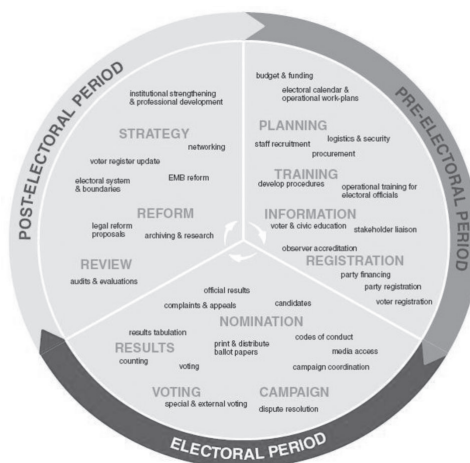 POST-ELECTORAL PERIOD
institutional strengthening
& professional development
STRATEGY
networking
voter register update
electoral system
& boundaries
EMB reform
REFORM
legal reform
proposals
archiving & research
REVIEW
audits & evaluations
PRE-ELECTORAL PERIOD
budget & funding
electoral calendar &
operational work-plans
PLANNING
staff recruitment
logistics & security
procurement
TRAINING
develop procedures
operational training for
electoral officials
INFORMATION
voter & civic education
stakeholder liaison
observer accreditation
REGISTRATION
party financing
party registration
voter registration
official results
complaints & appeals
candidates
NOMINATION
results tabulation
RESULTS
counting
voting
print & distribute
ballot papers
codes of conduct
media access
campaign coordination
VOTING
special & external voting
CAMPAIGN
dispute resolution
ELECTORAL PERIOD